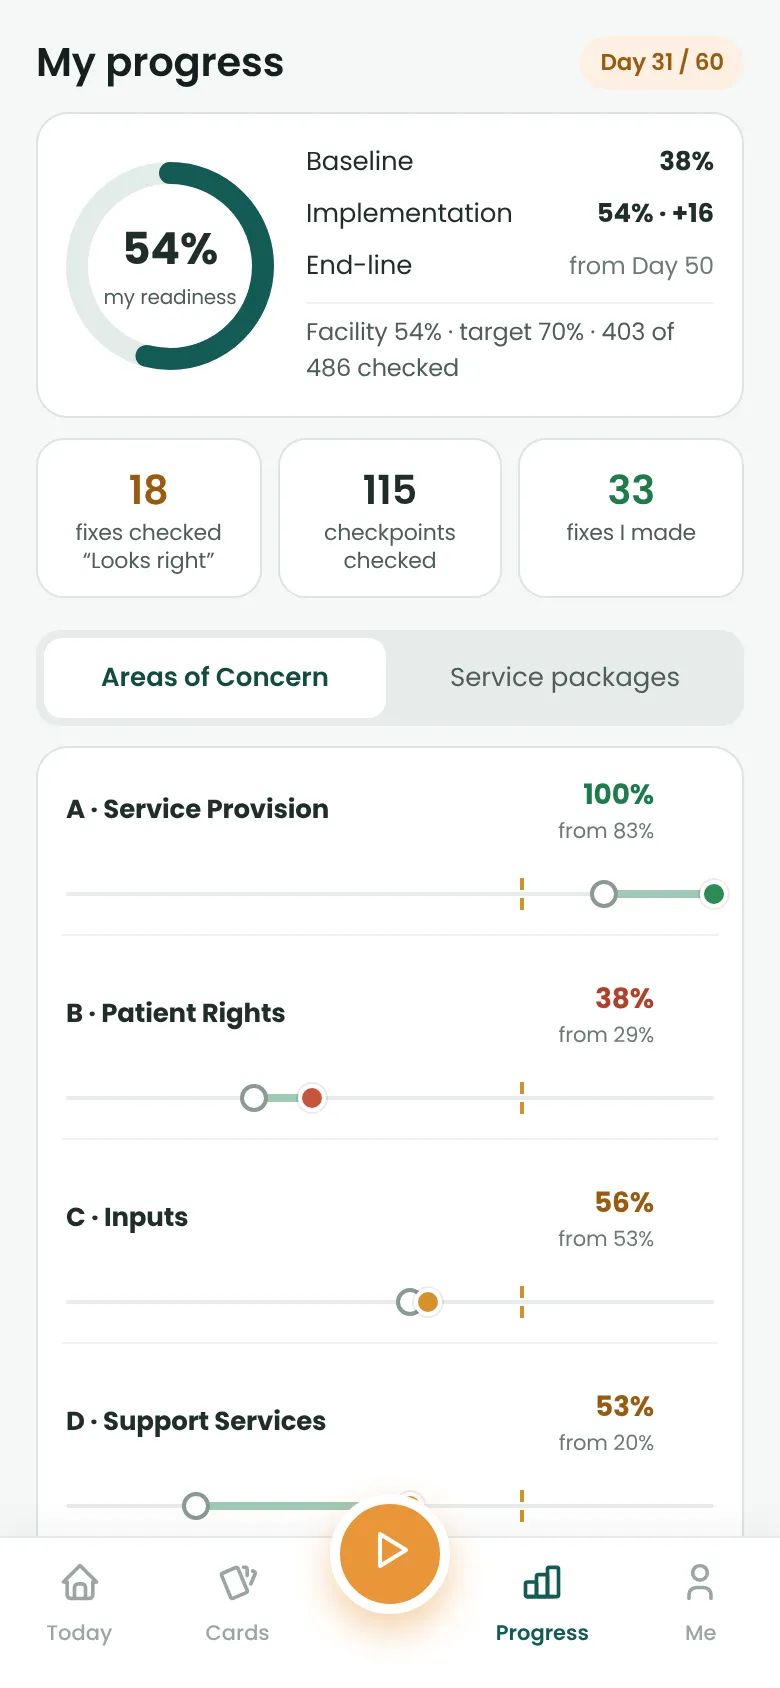 My progress
Day 31 / 60
Baseline 38%
Implementation 54% · +16
End-line from Day 50
54%
my readiness
Facility 54% · target 70% · 403 of
486 checked
18
fixes checked
“Looks right”
115
checkpoints
checked
33
fixes I made
Areas of Concern
Service packages
A · Service Provision
100%
from 83%
B · Patient Rights
38%
from 29%
C · Inputs
56%
from 53%
D · Support Services
53%
from 20%
Today
Cards
Progress
Me